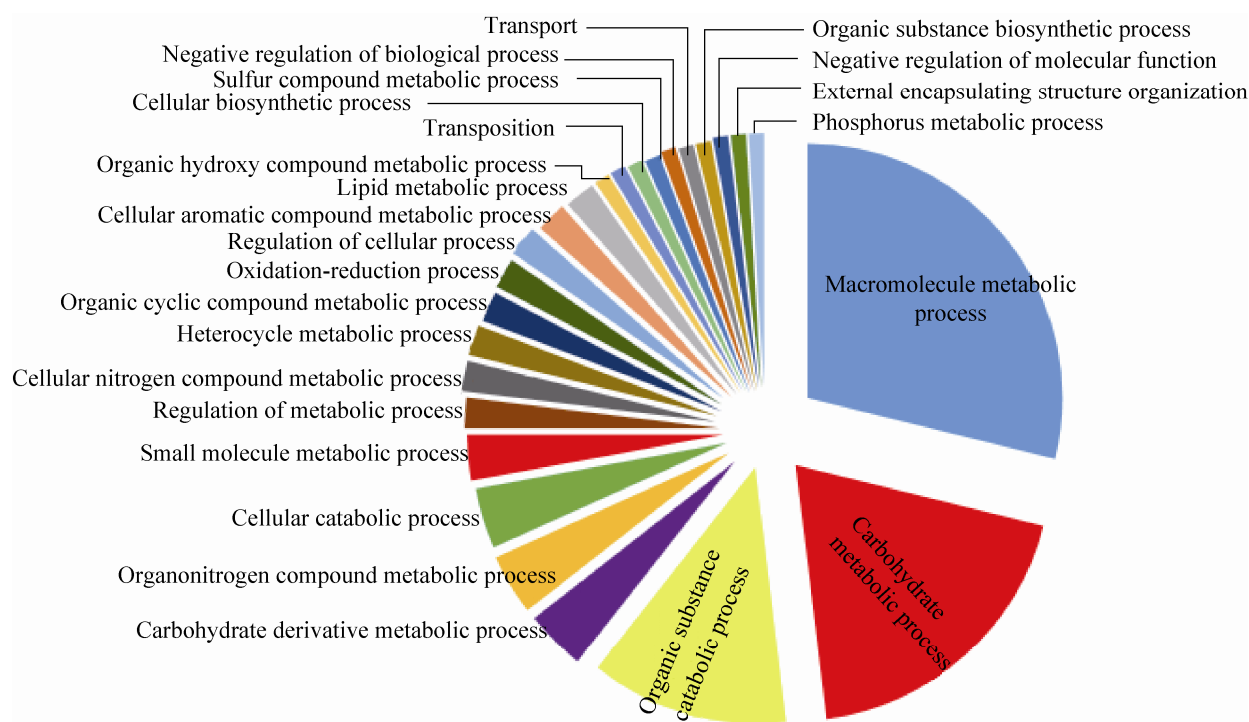 Transport
Negative regulation of biological process
Sulfur compound metabolic process
Cellular biosynthetic process
Transposition
Organic hydroxy compound metabolic process
Lipid metabolic process
Cellular aromatic compound metabolic process
Regulation of cellular process
Oxidation-reduction process
Organic cyclic compound metabolic process
Heterocycle metabolic process
Cellular nitrogen compound metabolic process
Regulation of metabolic process
Small molecule metabolic process
Cellular catabolic process
Organonitrogen compound metabolic process
Carbohydrate derivative metabolic process
Organic substance
catabolic process
Carbohydrate
metabolic process
Macromolecule metabolic
process
Organic substance biosynthetic process
Negative regulation of molecular function
External encapsulating structure organization
Phosphorus metabolic process